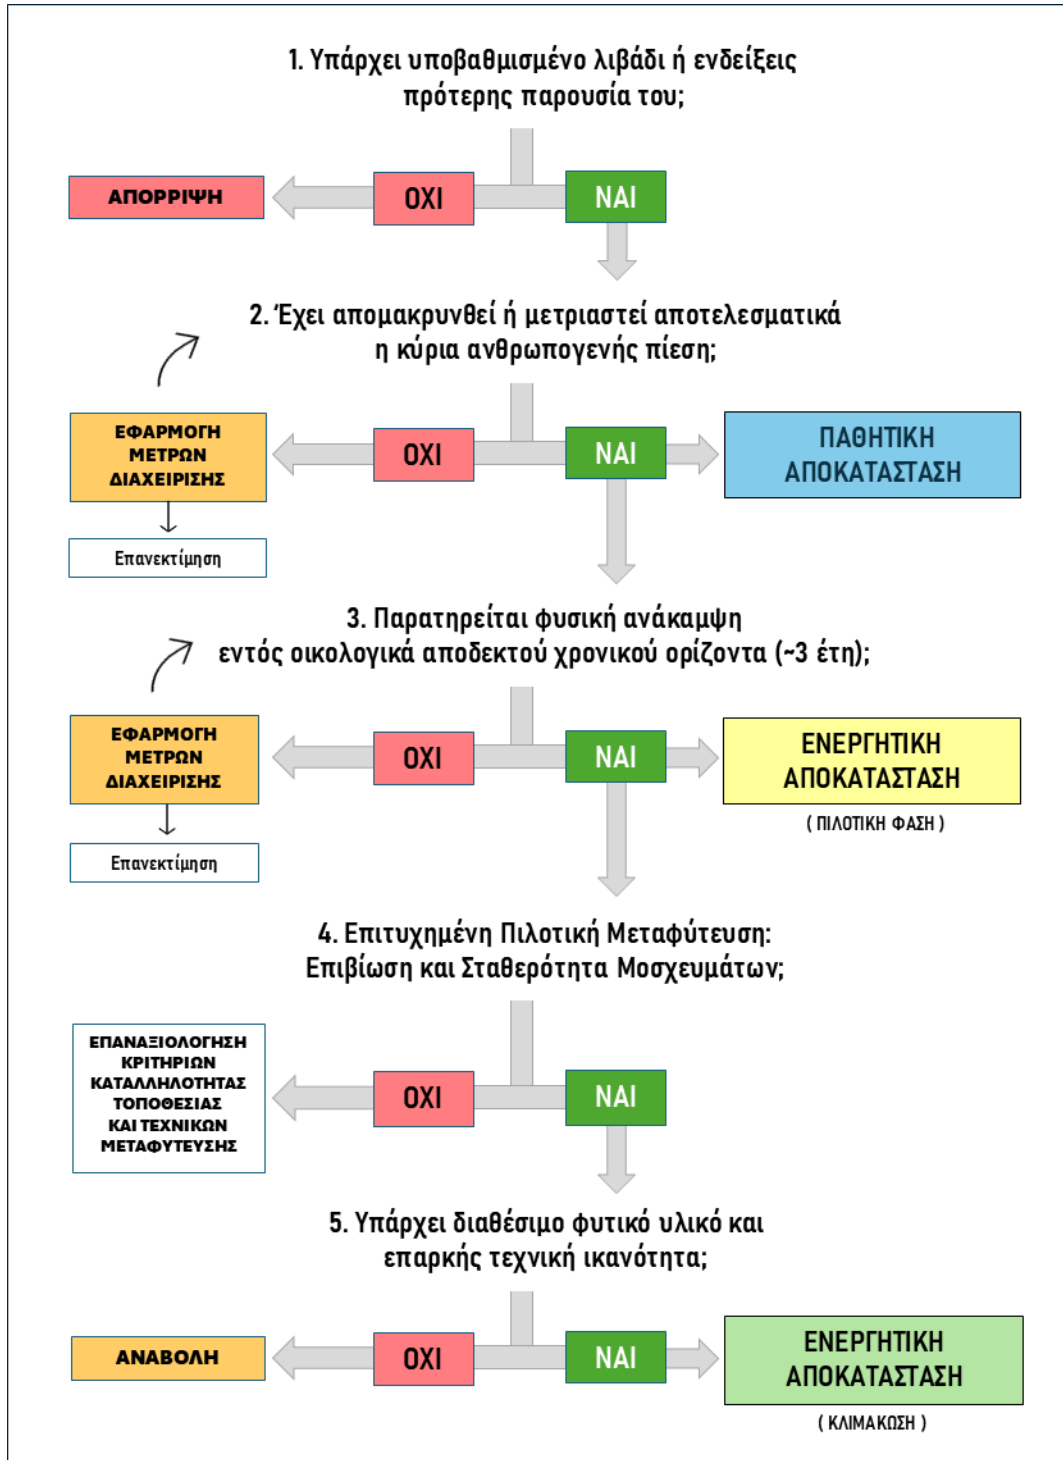 1. Υπάρχει υποβαθμισμένο λιβάδι ή ενδείξεις
πρότερης παρουσία του;
ΑΠΟΡΡΙΨΗ
ΟΧΙ
ΝΑΙ
2. Έχει απομακρυνθεί ή μετριαστεί αποτελεσματικά
η κύρια ανθρωπογενής πίεση;
ΕΦΑΡΜΟΓΗ
ΜΕΤΡΩΝ
ΔΙΑΧΕΙΡΙΣΗΣ
ΟΧΙ
ΝΑΙ
ΠΑΘΗΤΙΚΗ
ΑΠΟΚΑΤΑΣΤΑΣΗ
Επανεκτίμηση
3. Παρατηρείται φυσική ανάκαμψη
εντός οικολογικά αποδεκτού χρονικού ορίζοντα (~3 έτη);
ΕΦΑΡΜΟΓΗ
ΜΕΤΡΩΝ
ΔΙΑΧΕΙΡΙΣΗΣ
ΟΧΙ
ΝΑΙ
ΕΝΕΡΓΗΤΙΚΗ
ΑΠΟΚΑΤΑΣΤΑΣΗ
( ΠΙΛΟΤΙΚΗ ΦΑΣΗ )
Επανεκτίμηση
4. Επιτυχημένη Πιλοτική Μεταφύτευση:
Επιβίωση και Σταθερότητα Μοσχευμάτων;
ΕΠΑΝΑΞΙΟΛΟΓΗΣΗ
ΚΡΙΤΗΡΙΩΝ
ΚΑΤΑΛΛΗΛΟΤΗΤΑΣ
ΤΟΠΟΘΕΣΙΑΣ
ΚΑΙ ΤΕΧΝΙΚΩΝ
ΜΕΤΑΦΥΤΕΥΣΗΣ
ΟΧΙ
ΝΑΙ
5. Υπάρχει διαθέσιμο φυτικό υλικό και
επαρκής τεχνική ικανότητα;
ΑΝΑΒΟΛΗ
ΟΧΙ
ΝΑΙ
ΕΝΕΡΓΗΤΙΚΗ
ΑΠΟΚΑΤΑΣΤΑΣΗ
( ΚΛΙΜΑΚΩΣΗ )